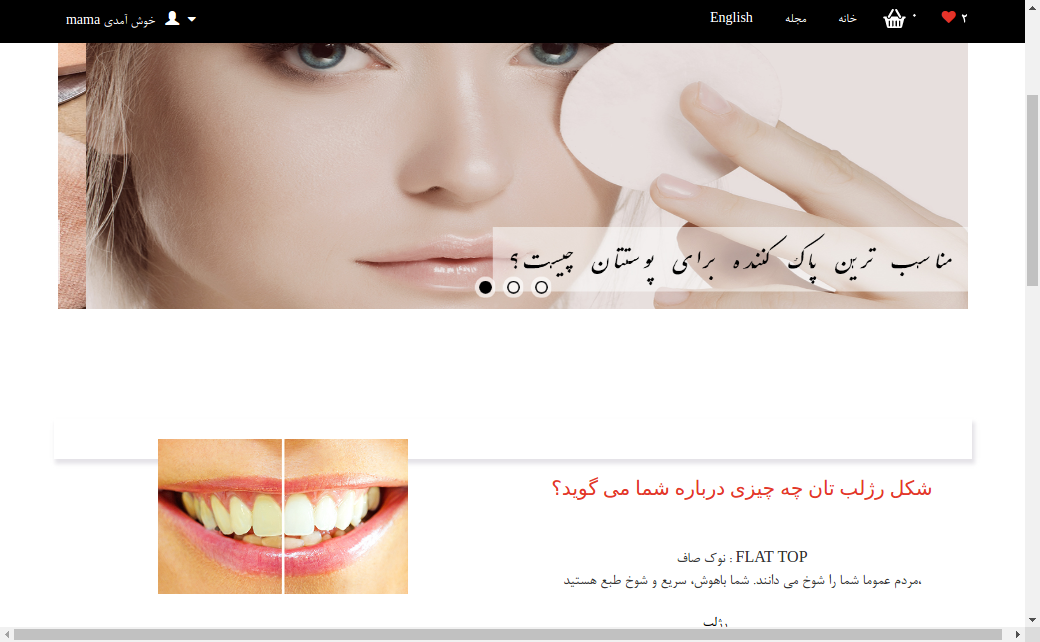 ۲ ۰ خانه مجله English خوش آمدی mama
مناسب ترین پاک کننده برای پوستتان چیست؟
شکل رژلب تان چه چیزی درباره شما می گوید؟
FLAT TOP : نوک صاف
مردم عموما شما را شوخ می دانند. شما باهوش، سریع و شوخ طبع هستید،
رژلب